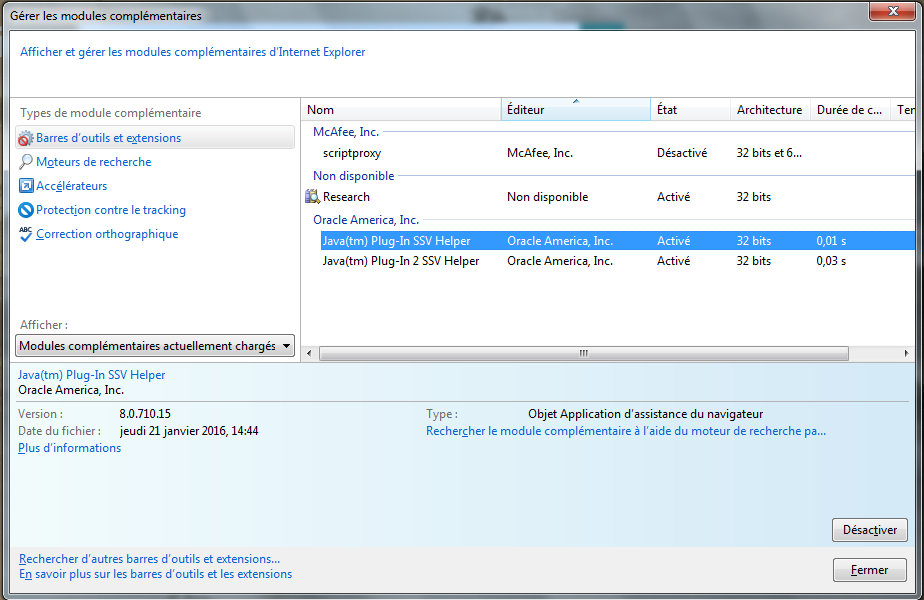 Gérer les modules complémentaires
Afficher et gérer les modules complémentaires d'Internet Explorer
Types de module complémentaire
Barres d'outils et extensions
Moteurs de recherche
Accélérateurs
Protection contre le tracking
ABC
Correction orthographique
Afficher :
Modules complémentaires actuellement chargés
Nom Éditeur État Architecture Durée de c... Ter
McAfee, Inc.
scriptproxy McAfee, Inc. Désactivé 32 bits et 6...
Non disponible
Research Non disponible Activé 32 bits
Oracle America, Inc.
Java(tm) Plug-In SSV Helper Oracle America, Inc. Activé 32 bits 0,01 s
Java(tm) Plug-In 2 SSV Helper Oracle America, Inc. Activé 32 bits 0,03 s
Java(tm) Plug-In SSV Helper
Oracle America, Inc.
Version : 8.0.710.15
Date du fichier : jeudi 21 janvier 2016, 14:44
Plus d'informations
Type : Objet Application d'assistance du navigateur
Rechercher le module complémentaire à l'aide du moteur de recherche pa...
Désactiver
Rechercher d'autres barres d'outils et extensions...
En savoir plus sur les barres d'outils et les extensions
Fermer